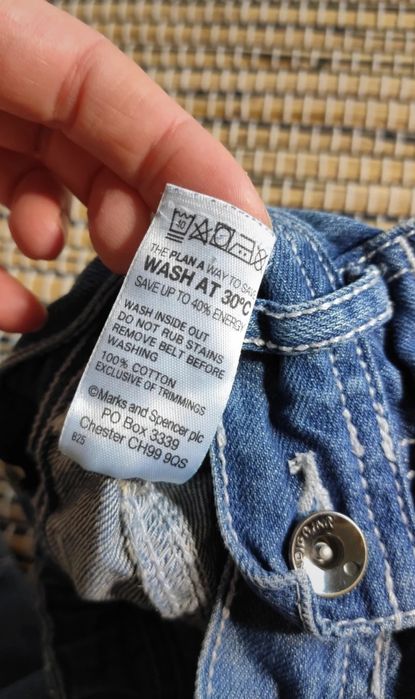 THE PLAN A WAY TO SA
WASH AT 30°C
SAVE UP TO 40% ENERGY
WASH INSIDE OUT
DO NOT RUB STAINS
REMOVE BELT BEFORE
WASHING
100% COTTON
EXCLUSIVE OF TRIMMINGS
©Marks and Spencer plc
PO Box 3339
Chester CH99 9QS
B25